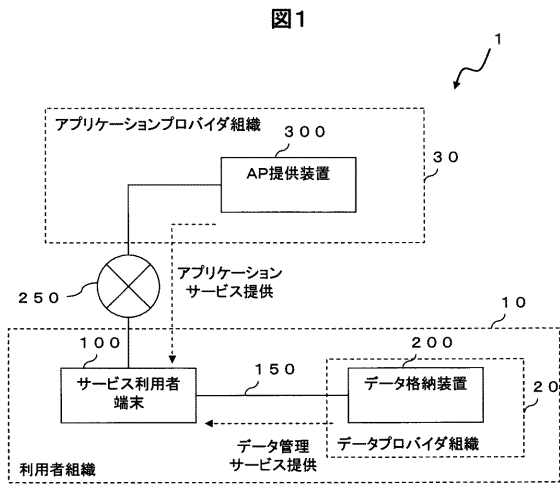 図1
1
アプリケーションプロバイダ組織
300
30
AP提供装置
アプリケーション
サービス提供
250
10
100
200
サービス利用者
端末
150
データ格納装置
20
データプロバイダ組織
データ管理
サービス提供
利用者組織